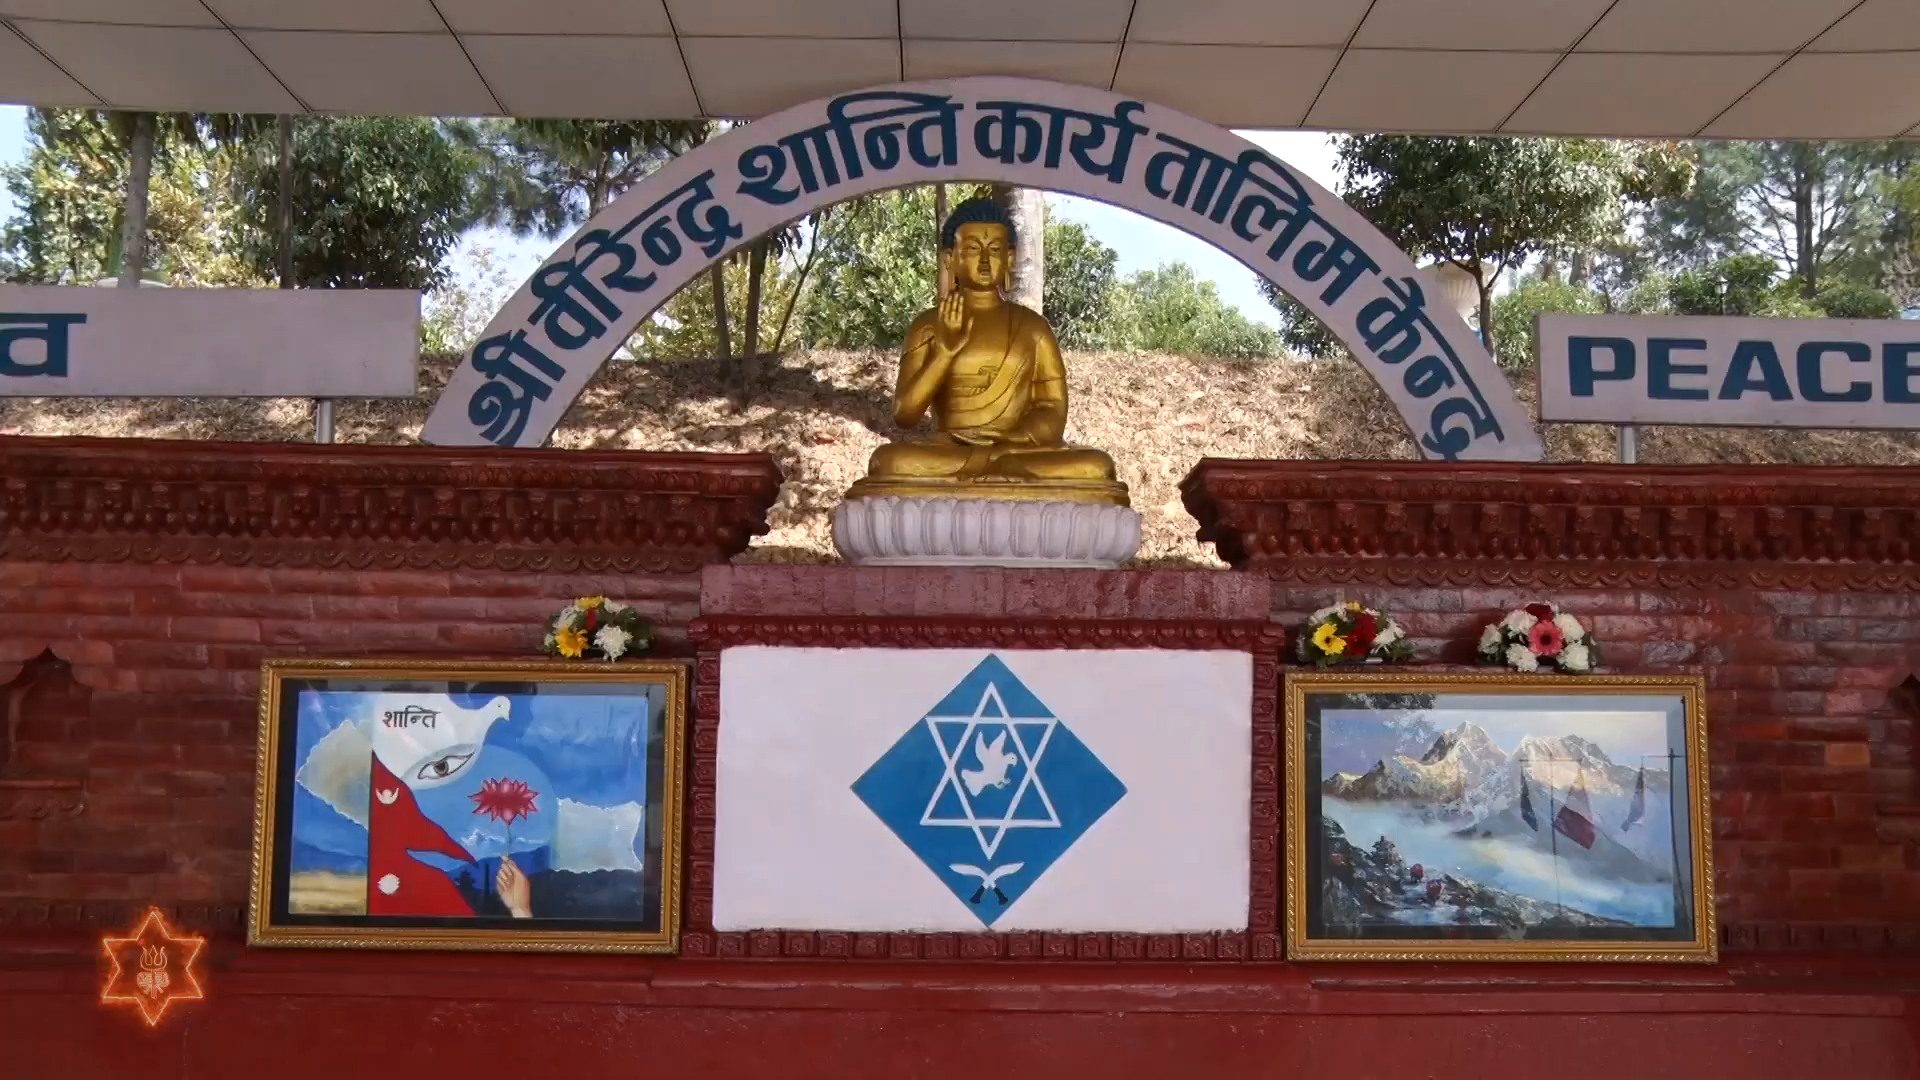 श्री वीरेन्द्र शान्ति कार्य तालिम केन्द्र
व
PEACE
शान्ति